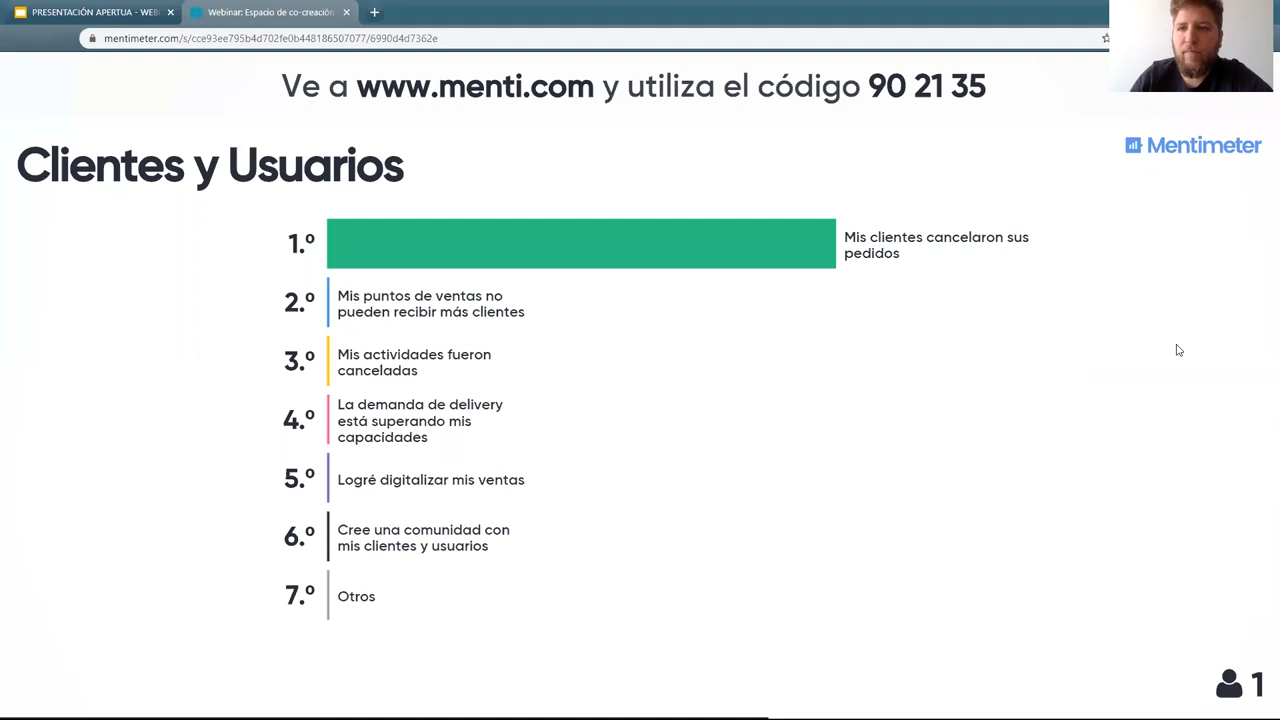 PRESENTACIÓN APERTUA - WEB
Webinar: Espacio de co-creación
mentimeter.com/s/cce93ee795b4d702fe0b448186507077/6990d4d7362e
Ve a www.menti.com y utiliza el código 90 21 35
Mentimeter
Clientes y Usuarios
1.º
Mis clientes cancelaron sus
pedidos
2.º
Mis puntos de ventas no
pueden recibir más clientes
3.º
Mis actividades fueron
canceladas
4.º
La demanda de delivery
está superando mis
capacidades
5.º
Logré digitalizar mis ventas
6.º
Cree una comunidad con
mis clientes y usuarios
7.º
Otros
1